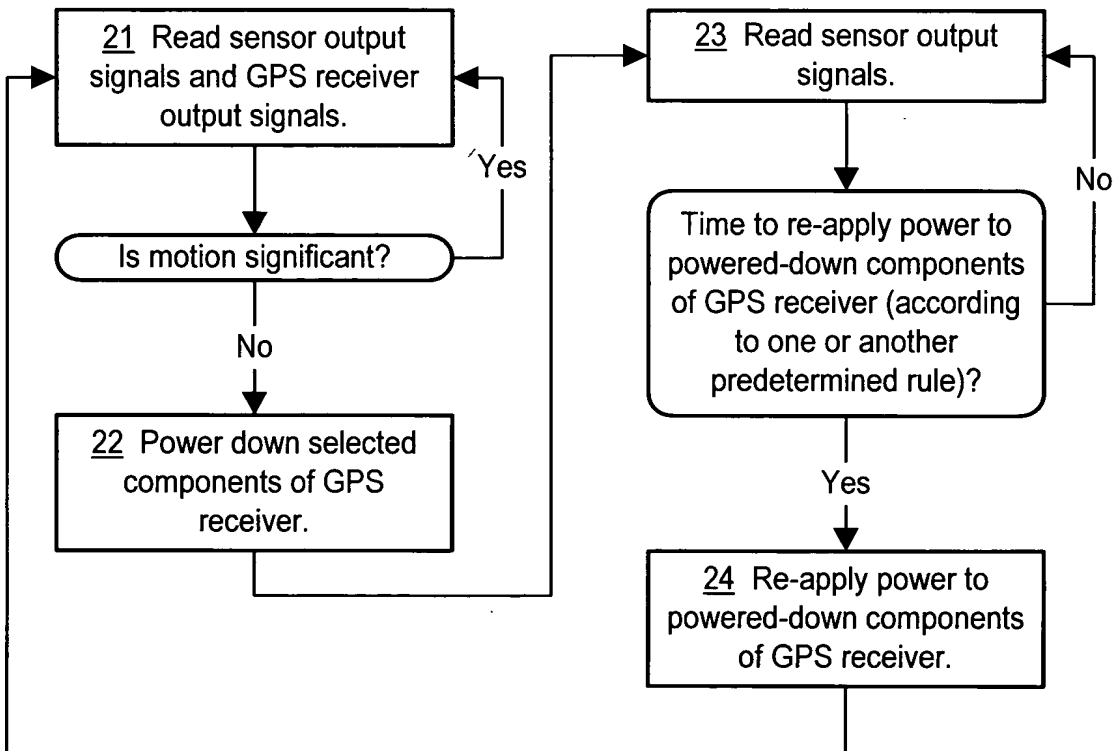 21 Read sensor output
signals and GPS receiver
output signals.
Yes
Is motion significant?
No
22 Power down selected
components of GPS
receiver.
23 Read sensor output
signals.
No
Time to re-apply power to
powered-down components
of GPS receiver (according
to one or another
predetermined rule)?
Yes
24 Re-apply power to
powered-down components
of GPS receiver.